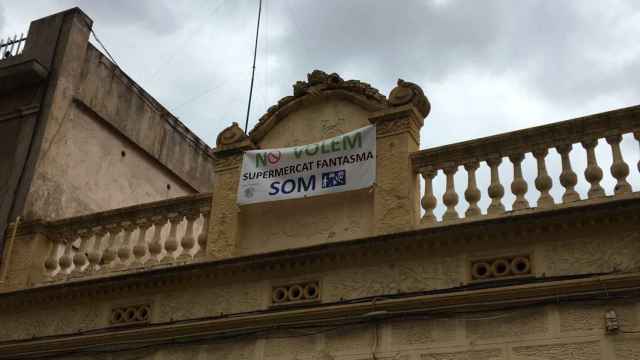 NO VOLEM
SUPERMERCAT FANTASMA
SOM